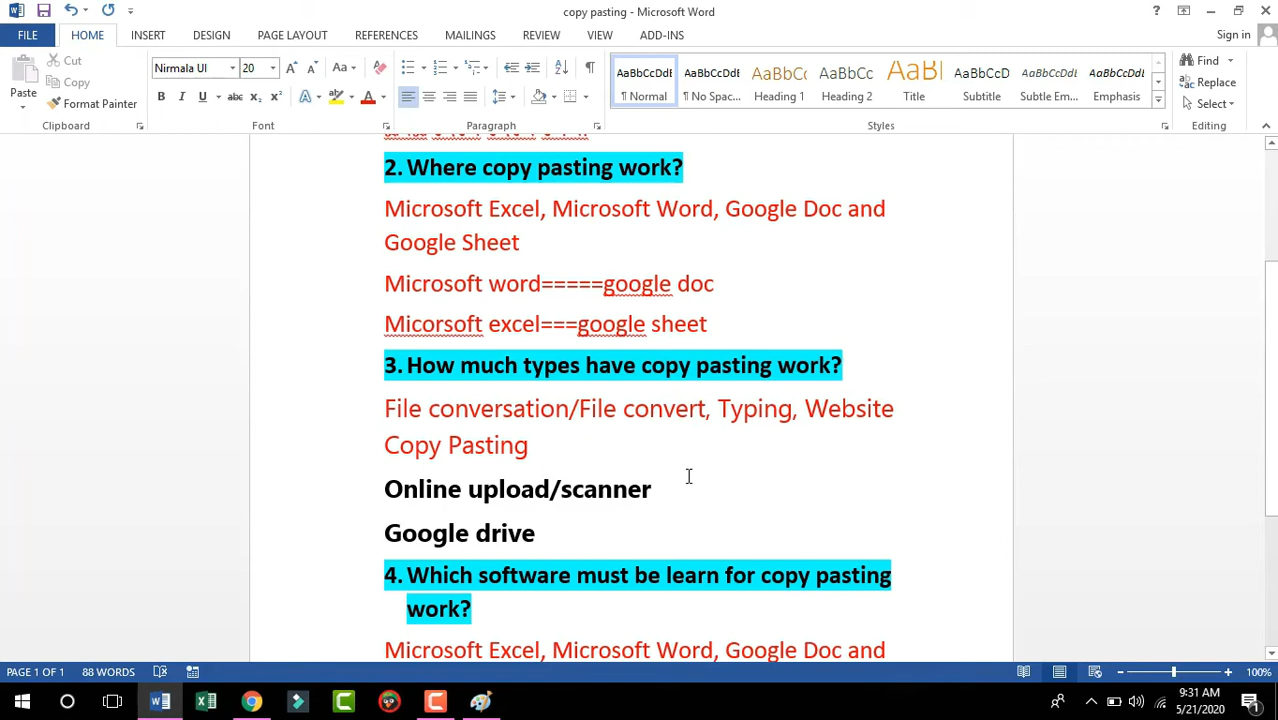 copy pasting - Microsoft Word
FILE HOME INSERT DESIGN PAGE LAYOUT REFERENCES MAILINGS REVIEW VIEW ADD-INS Sign in
Cut
Copy
Paste
Format Painter
Nirmala UI 20
AaBbCcDdE AaBbCcDdE AaBbCc AaBbCcD AaBl AaBbCcD AaBbCcDdE AaBbCcDdE
¶ Normal ¶ No Spac... Heading 1 Heading 2 Title Subtitle Subtle Em... Emphasis
Find
Replace
Select
Clipboard Font Paragraph Styles Editing
2. Where copy pasting work?
Microsoft Excel, Microsoft Word, Google Doc and
Google Sheet
Microsoft word=====google doc
Micorsoft excel===google sheet
3. How much types have copy pasting work?
File conversation/File convert, Typing, Website
Copy Pasting
Online upload/scanner
Google drive
4. Which software must be learn for copy pasting
work?
Microsoft Excel, Microsoft Word, Google Doc and
PAGE 1 OF 1 88 WORDS 100%
9:31 AM
5/21/2020